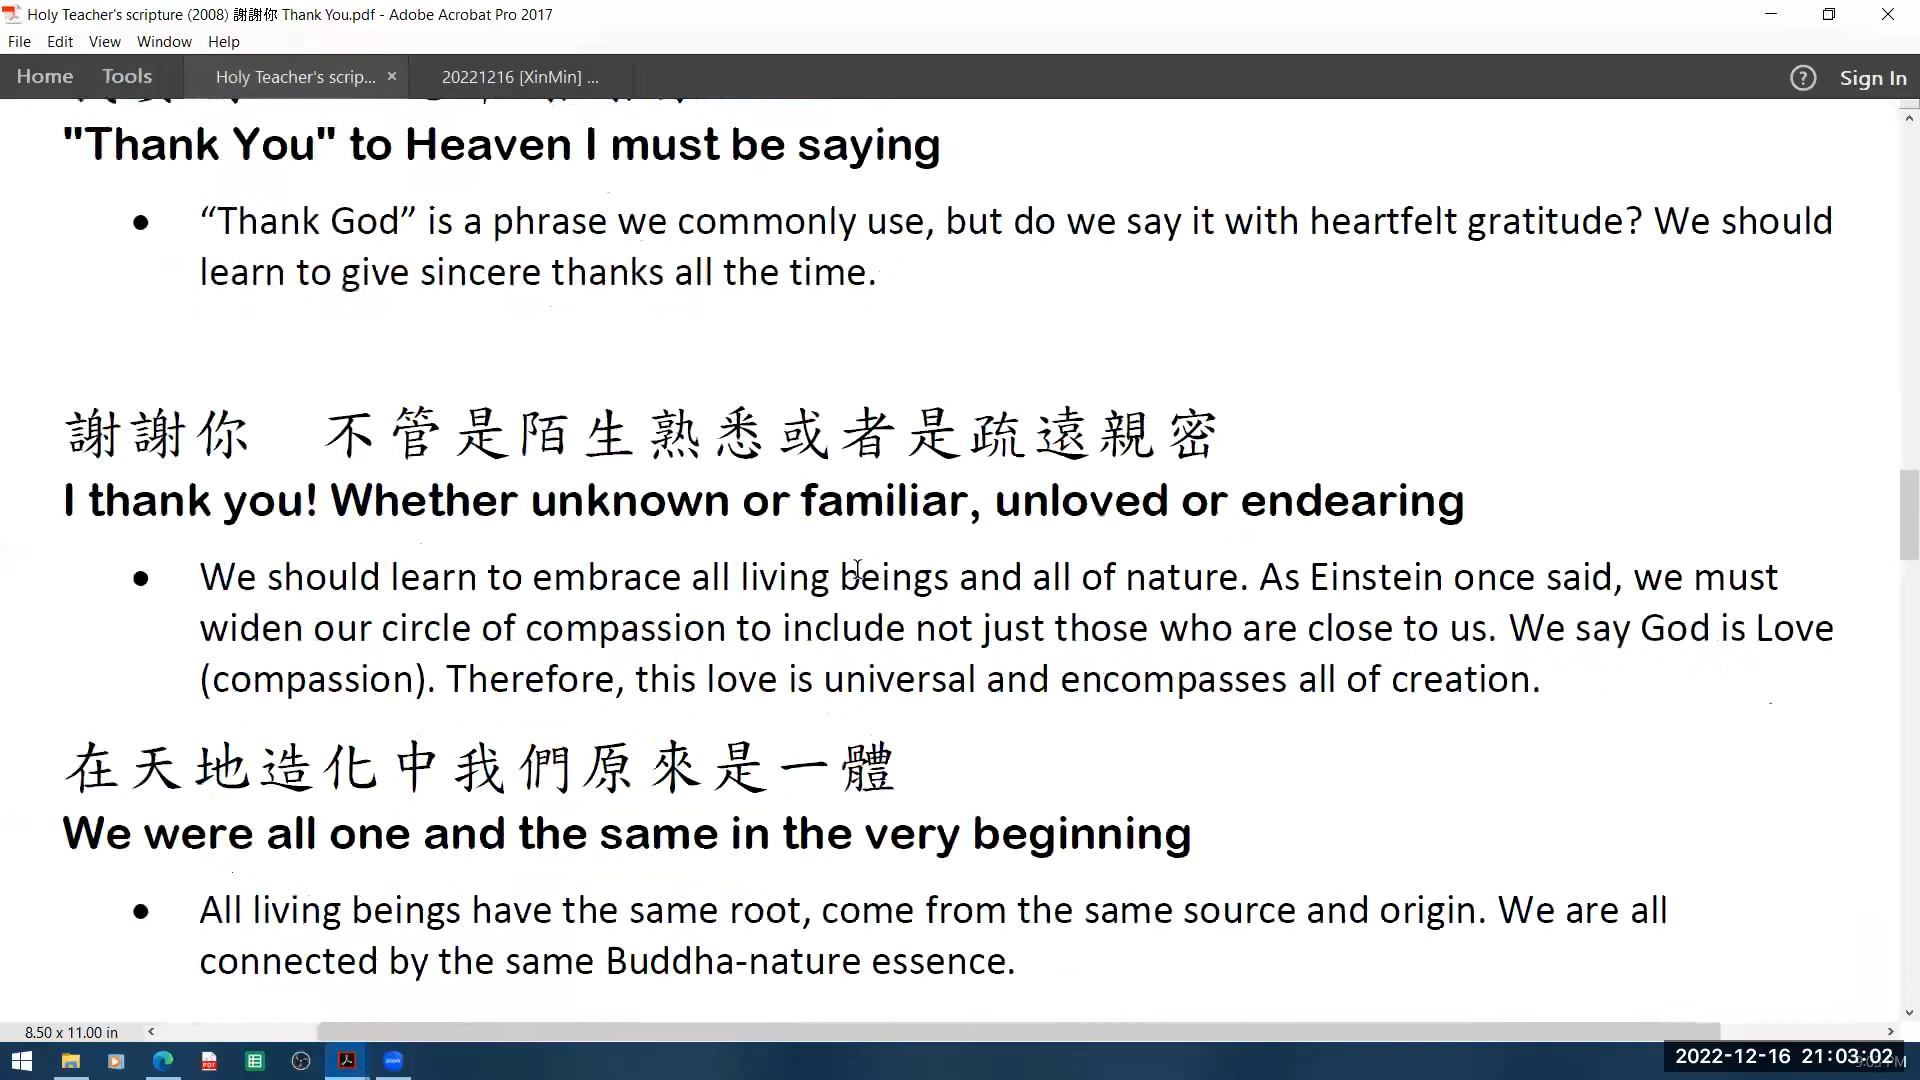 Holy Teacher's scripture (2008) 謝謝你 Thank You.pdf - Adobe Acrobat Pro 2017
File Edit View Window Help
Home Tools Holy Teacher's scrip... × 20221216 [XinMin] ... ? Sign In
"Thank You" to Heaven I must be saying
• “Thank God” is a phrase we commonly use, but do we say it with heartfelt gratitude? We should
learn to give sincere thanks all the time.
謝謝你 不管是陌生熟悉或者是疏遠親密
I thank you! Whether unknown or familiar, unloved or endearing
• We should learn to embrace all living beings and all of nature. As Einstein once said, we must
widen our circle of compassion to include not just those who are close to us. We say God is Love
(compassion). Therefore, this love is universal and encompasses all of creation.
在天地造化中我們原來是一體
We were all one and the same in the very beginning
• All living beings have the same root, come from the same source and origin. We are all
connected by the same Buddha-nature essence.
8.50 x 11.00 in
2022-12-16 21:03:02